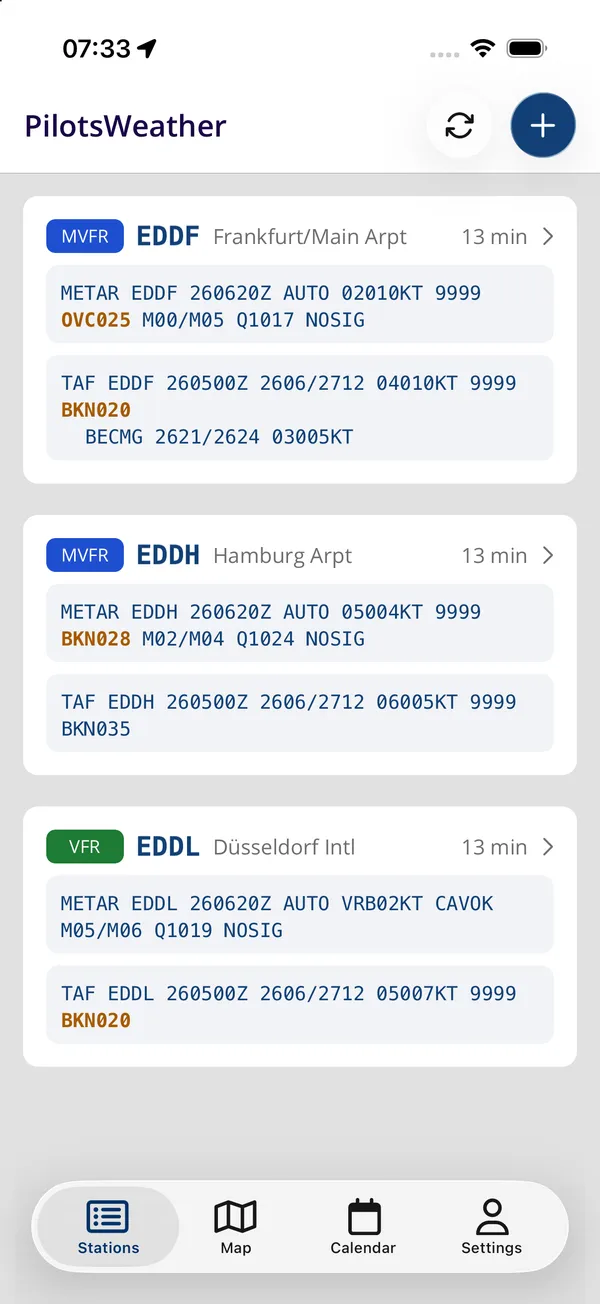 07:33
PilotsWeather
MVFR EDDF Frankfurt/Main Arpt 13 min
METAR EDDF 260620Z AUTO 02010KT 9999
OVC025 M00/M05 Q1017 NOSIG
TAF EDDF 260500Z 2606/2712 04010KT 9999
BKN020
BECMG 2621/2624 03005KT
MVFR EDDH Hamburg Arpt 13 min
METAR EDDH 260620Z AUTO 05004KT 9999
BKN028 M02/M04 Q1024 NOSIG
TAF EDDH 260500Z 2606/2712 06005KT 9999
BKN035
VFR EDDL Düsseldorf Intl 13 min
METAR EDDL 260620Z AUTO VRB02KT CAVOK
M05/M06 Q1019 NOSIG
TAF EDDL 260500Z 2606/2712 05007KT 9999
BKN020
Stations Map Calendar Settings